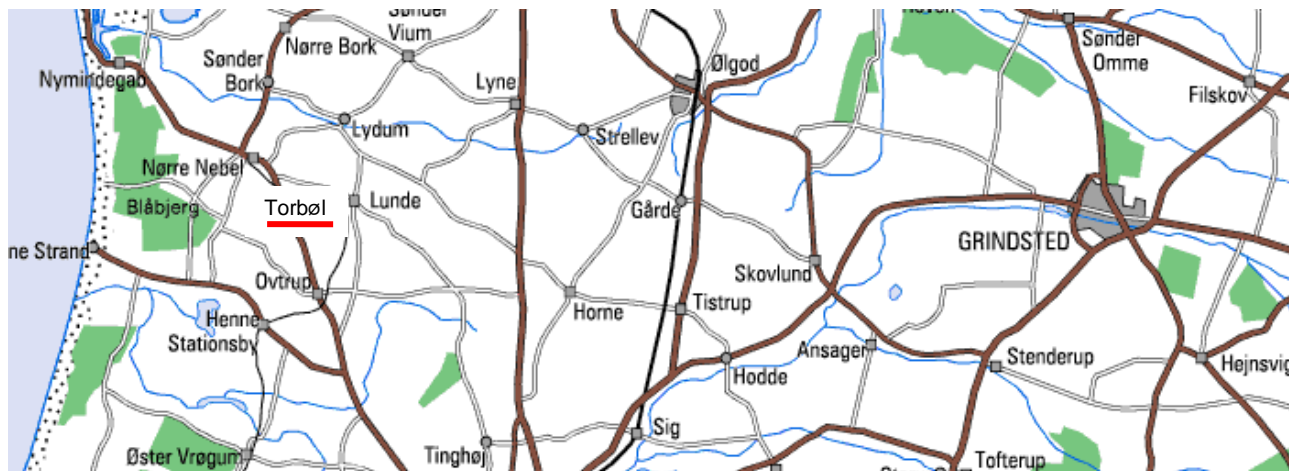 Sønder
Vium
Nørre Bork
Sønder
Omme
Nymindegab
Sønder
Bork
Lyne
Ølgod
Filskov
Lydum
Strellev
Nørre Nebel
Blåbjerg
Torbøl
Lunde
Gårde
GRINDSTED
ne Strand
Skovlund
Ovtrup
Horne
Tistrup
Henne
Stationsby
Ansager
Stenderup
Hejnsvig
Hodde
Sig
Øster Vrøgum
Tinghøj
Tofterup